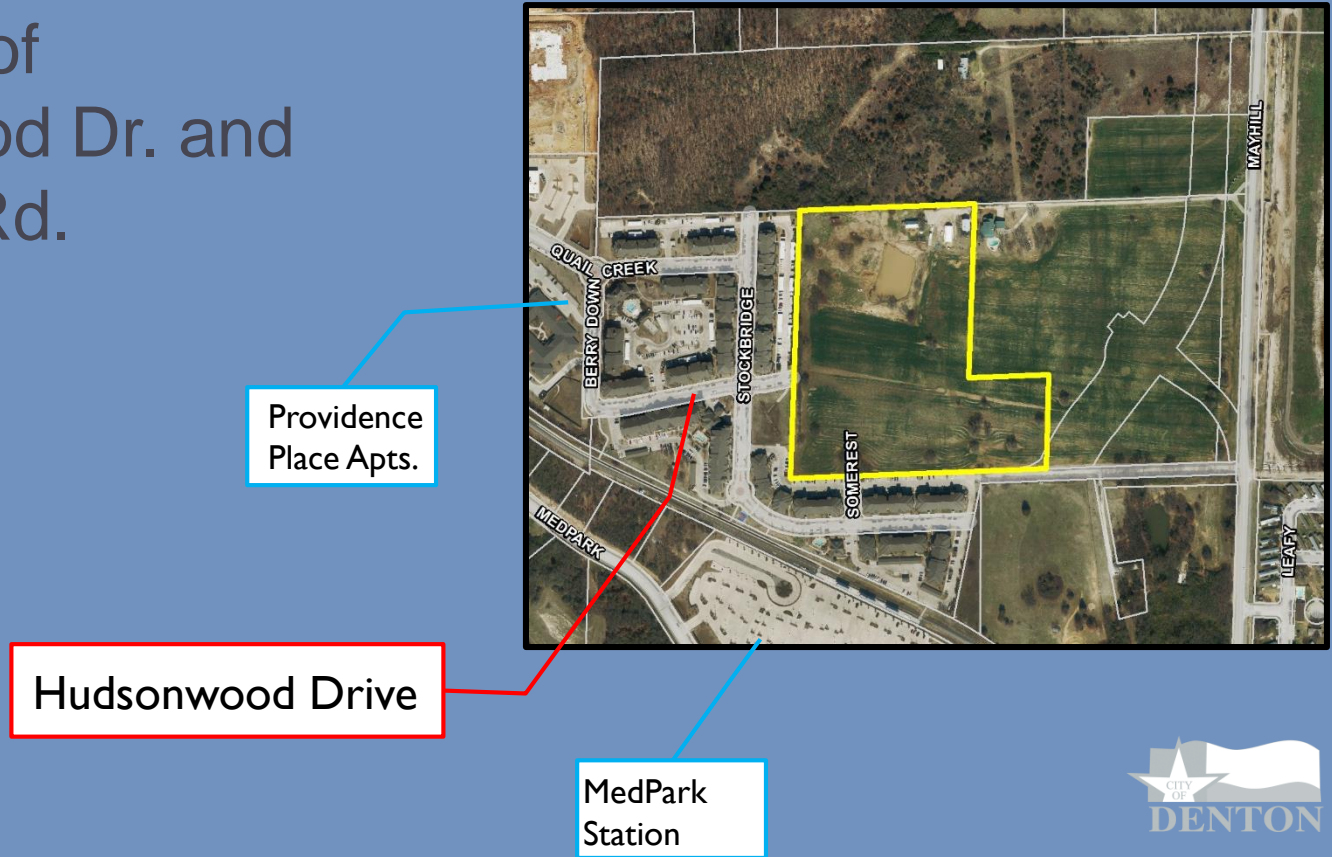 of
od Dr. and
Rd.
MAYHILL
QUAIL CREEK
BERRY DOWN
STOCKBRIDGE
Providence
Place Apts.
SOMEREST
MEDPARK
LEAFY
Hudsonwood Drive
MedPark
Station
CITY
OF
DENTON